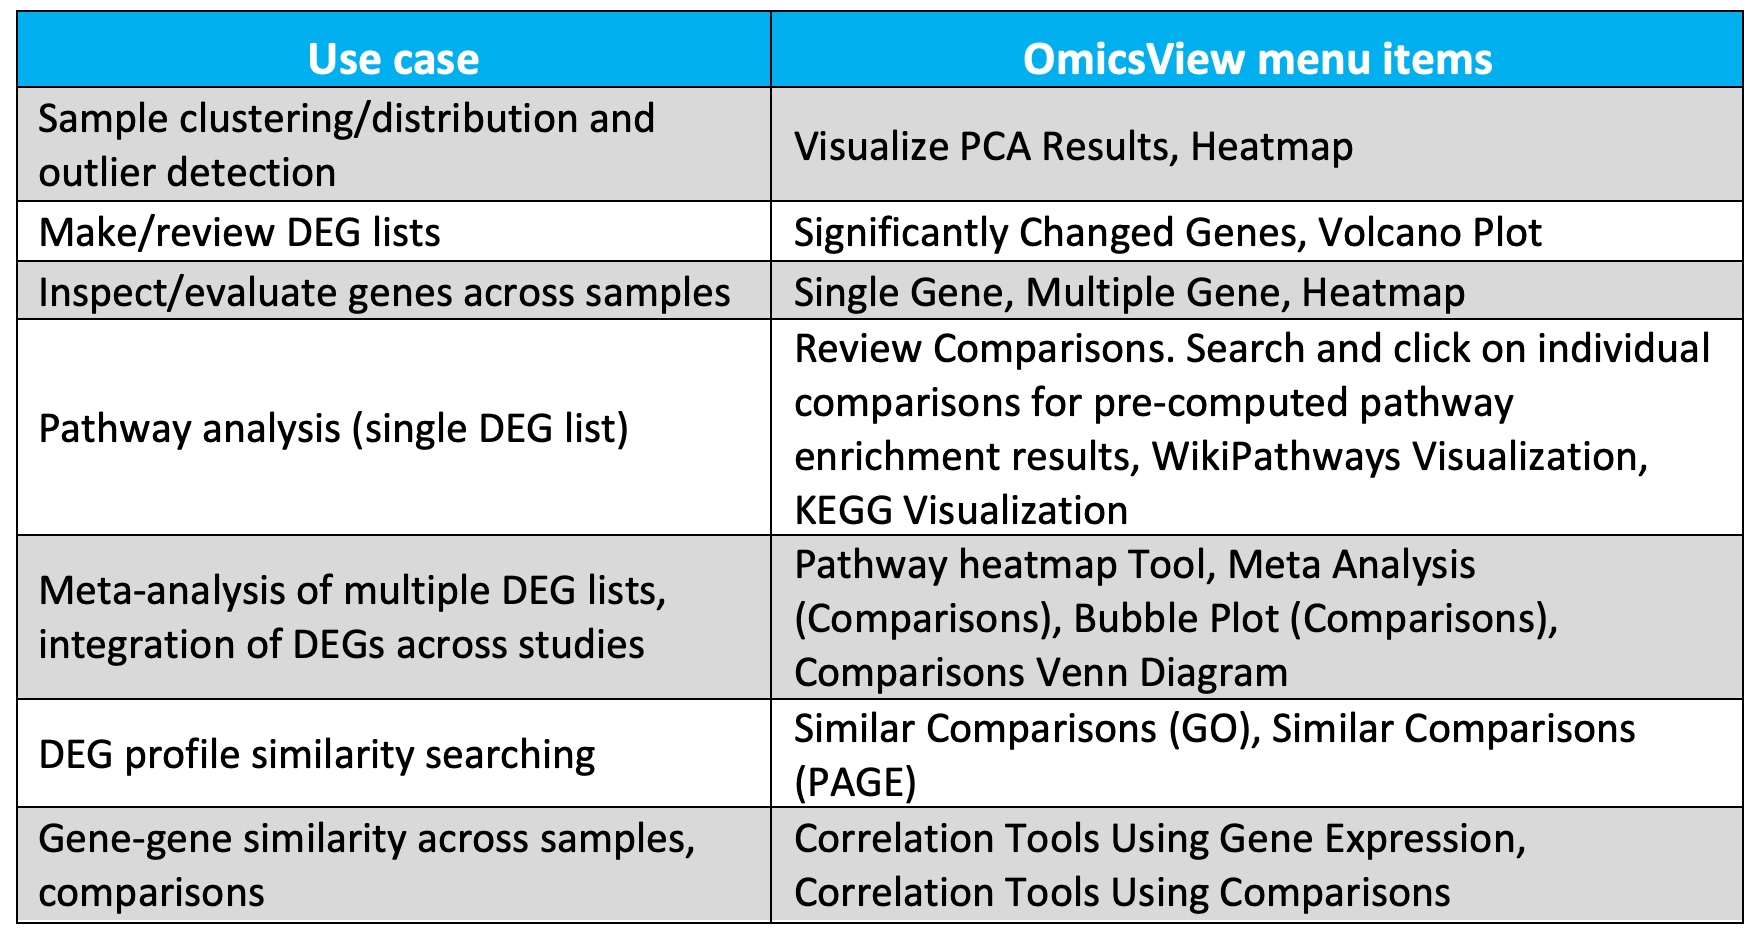 Use case
OmicsView menu items
Sample clustering/distribution and
outlier detection
Visualize PCA Results, Heatmap
Make/review DEG lists
Significantly Changed Genes, Volcano Plot
Inspect/evaluate genes across samples
Single Gene, Multiple Gene, Heatmap
Pathway analysis (single DEG list)
Review Comparisons. Search and click on individual
comparisons for pre-computed pathway
enrichment results, WikiPathways Visualization,
KEGG Visualization
Meta-analysis of multiple DEG lists,
integration of DEGs across studies
Pathway heatmap Tool, Meta Analysis
(Comparisons), Bubble Plot (Comparisons),
Comparisons Venn Diagram
DEG profile similarity searching
Similar Comparisons (GO), Similar Comparisons
(PAGE)
Gene-gene similarity across samples,
comparisons
Correlation Tools Using Gene Expression,
Correlation Tools Using Comparisons